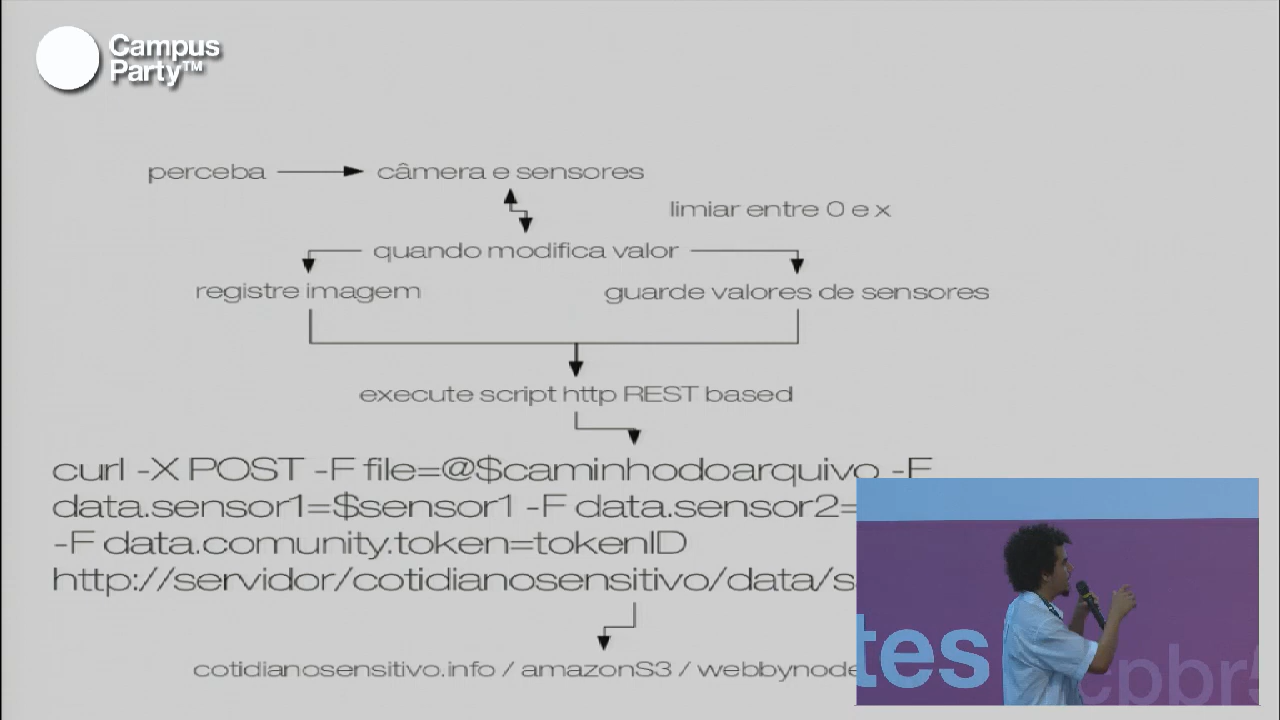 Campus
Party™
perceba
câmera e sensores
limiar entre 0 e x
quando modifica valor
registre imagem
guarde valores de sensores
execute script http REST based
curl -X POST -F file=@$caminhodoarquivo -F
data.sensor1=$sensor1 -F data.sensor2=
-F data.comunity.token=tokenID
http://servidor/cotidianosensitivo/data/
cotidianosensitivo.info / amazonS3 / webbynode
tes
cpbr5